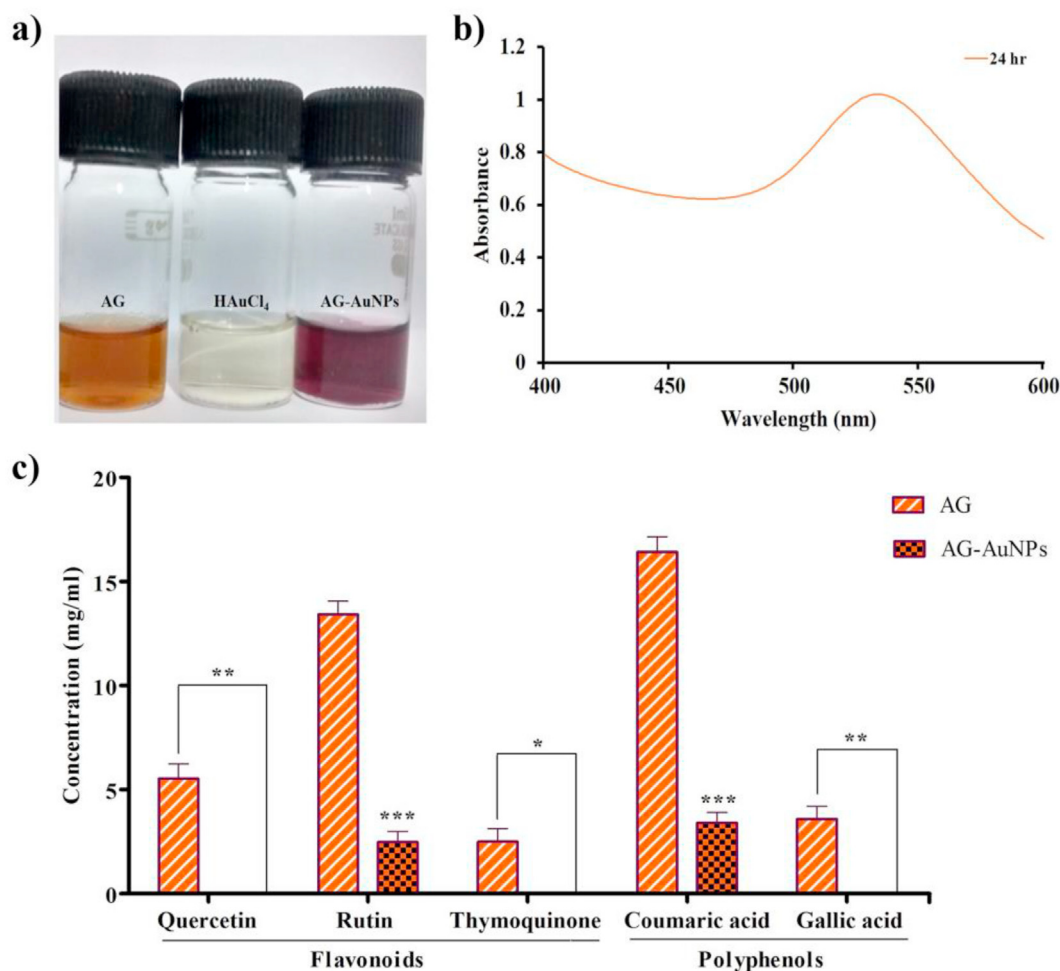 a)
AG
HAuCl₄
AG-AuNPs
b)
1.2
1
0.8
0.6
0.4
0.2
0
Absorbance
400
450
500
550
600
Wavelength (nm)
24 hr
c)
20
15
10
5
0
Concentration (mg/ml)
AG
AG-AuNPs
**
***
*
***
**
Quercetin Rutin Thymoquinone Coumaric acid Gallic acid
Flavonoids Polyphenols